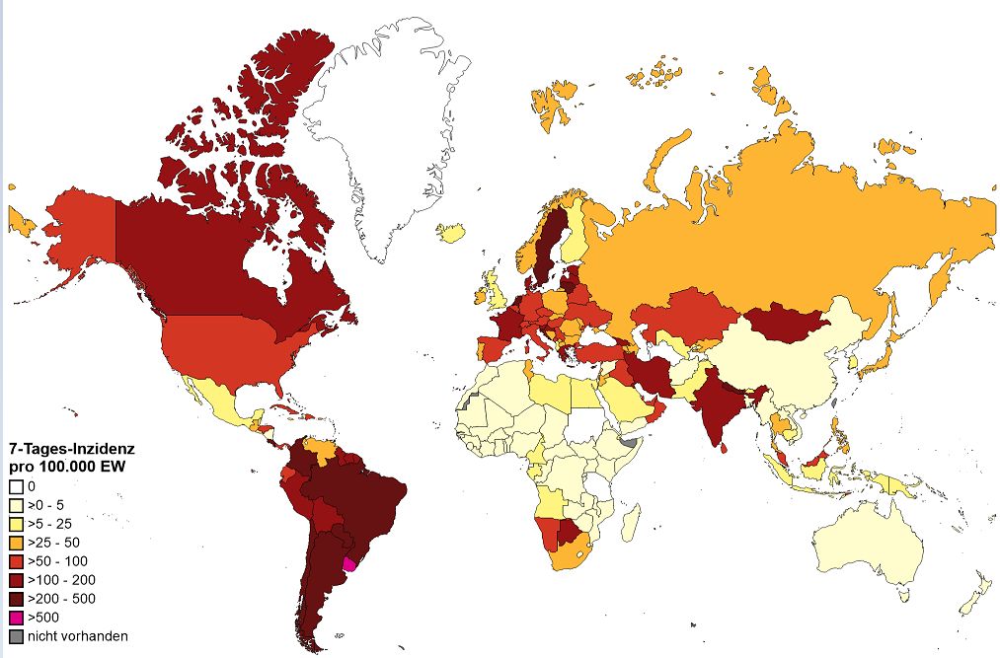 7-Tages-Inzidenz
pro 100.000 EW
0
>0 - 5
>5 - 25
>25 - 50
>50 - 100
>100 - 200
>200 - 500
>500
nicht vorhanden